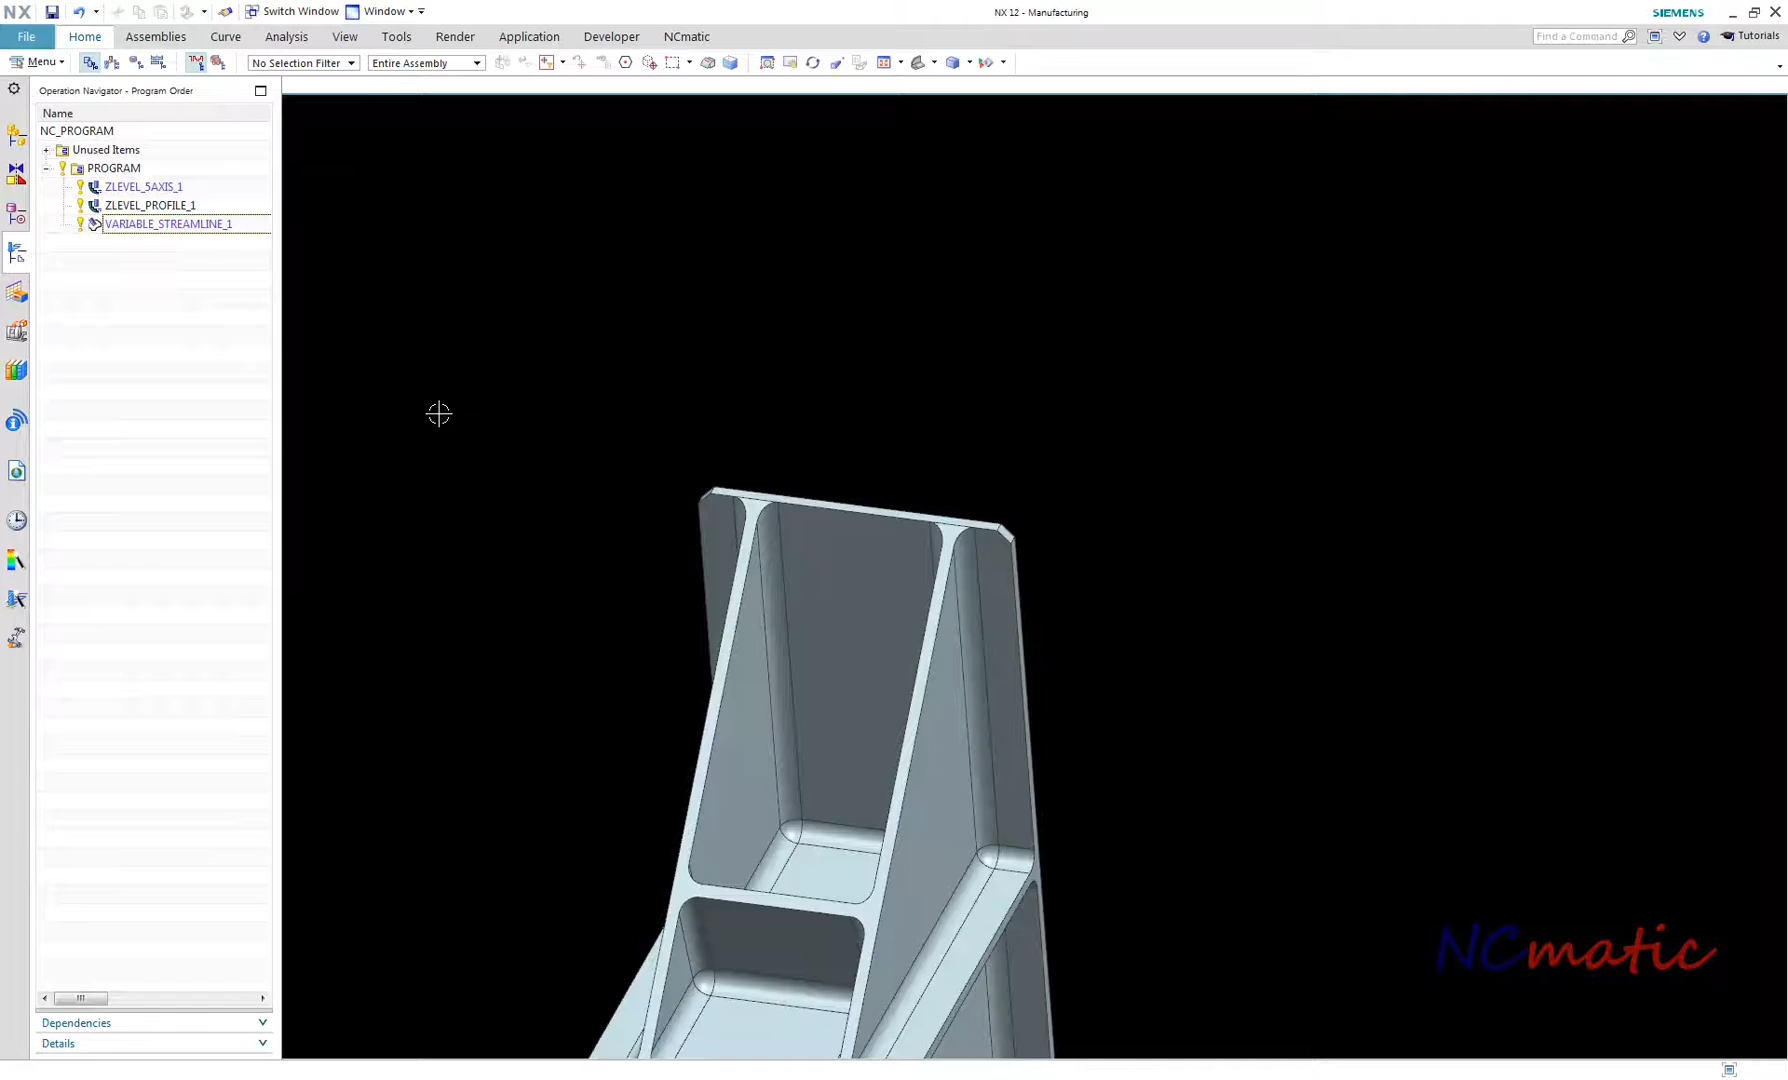 NX
Switch Window
Window
NX 12 - Manufacturing
SIEMENS
File
Home
Assemblies
Curve
Analysis
View
Tools
Render
Application
Developer
NCmatic
Find a Command
Tutorials
Menu
No Selection Filter
Entire Assembly
Operation Navigator - Program Order
Name
NC_PROGRAM
Unused Items
PROGRAM
ZLEVEL_5AXIS_1
ZLEVEL_PROFILE_1
VARIABLE_STREAMLINE_1
NCmatic
Dependencies
Details